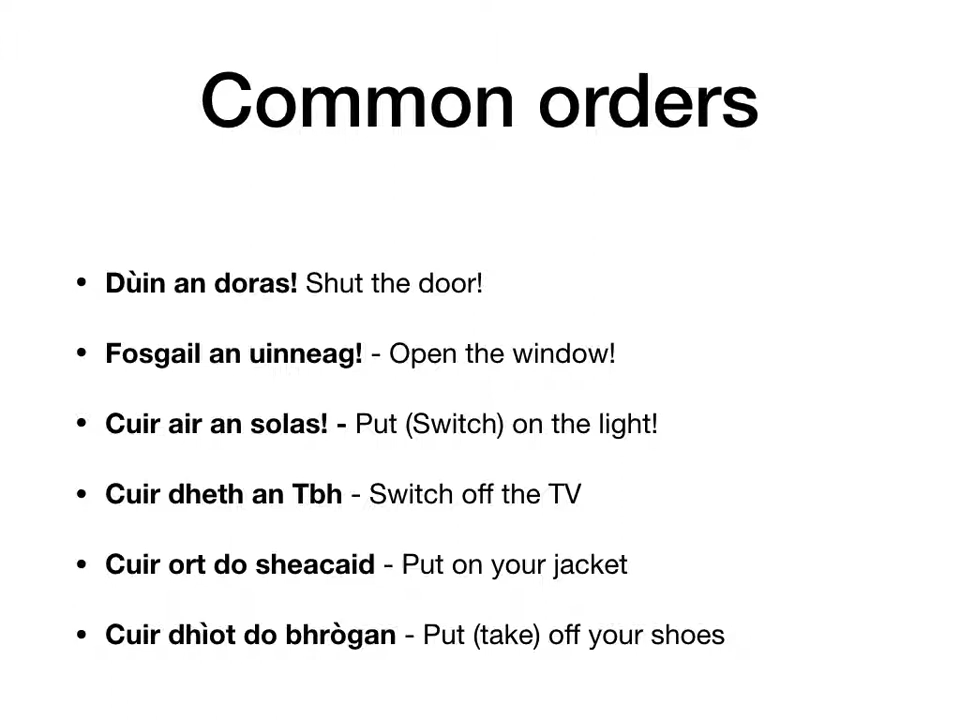 Common orders
• Dùin an doras! Shut the door!
• Fosgail an uinneag! - Open the window!
• Cuir air an solas! - Put (Switch) on the light!
• Cuir dheth an Tbh - Switch off the TV
• Cuir ort do sheacaid - Put on your jacket
• Cuir dhìot do bhrògan - Put (take) off your shoes